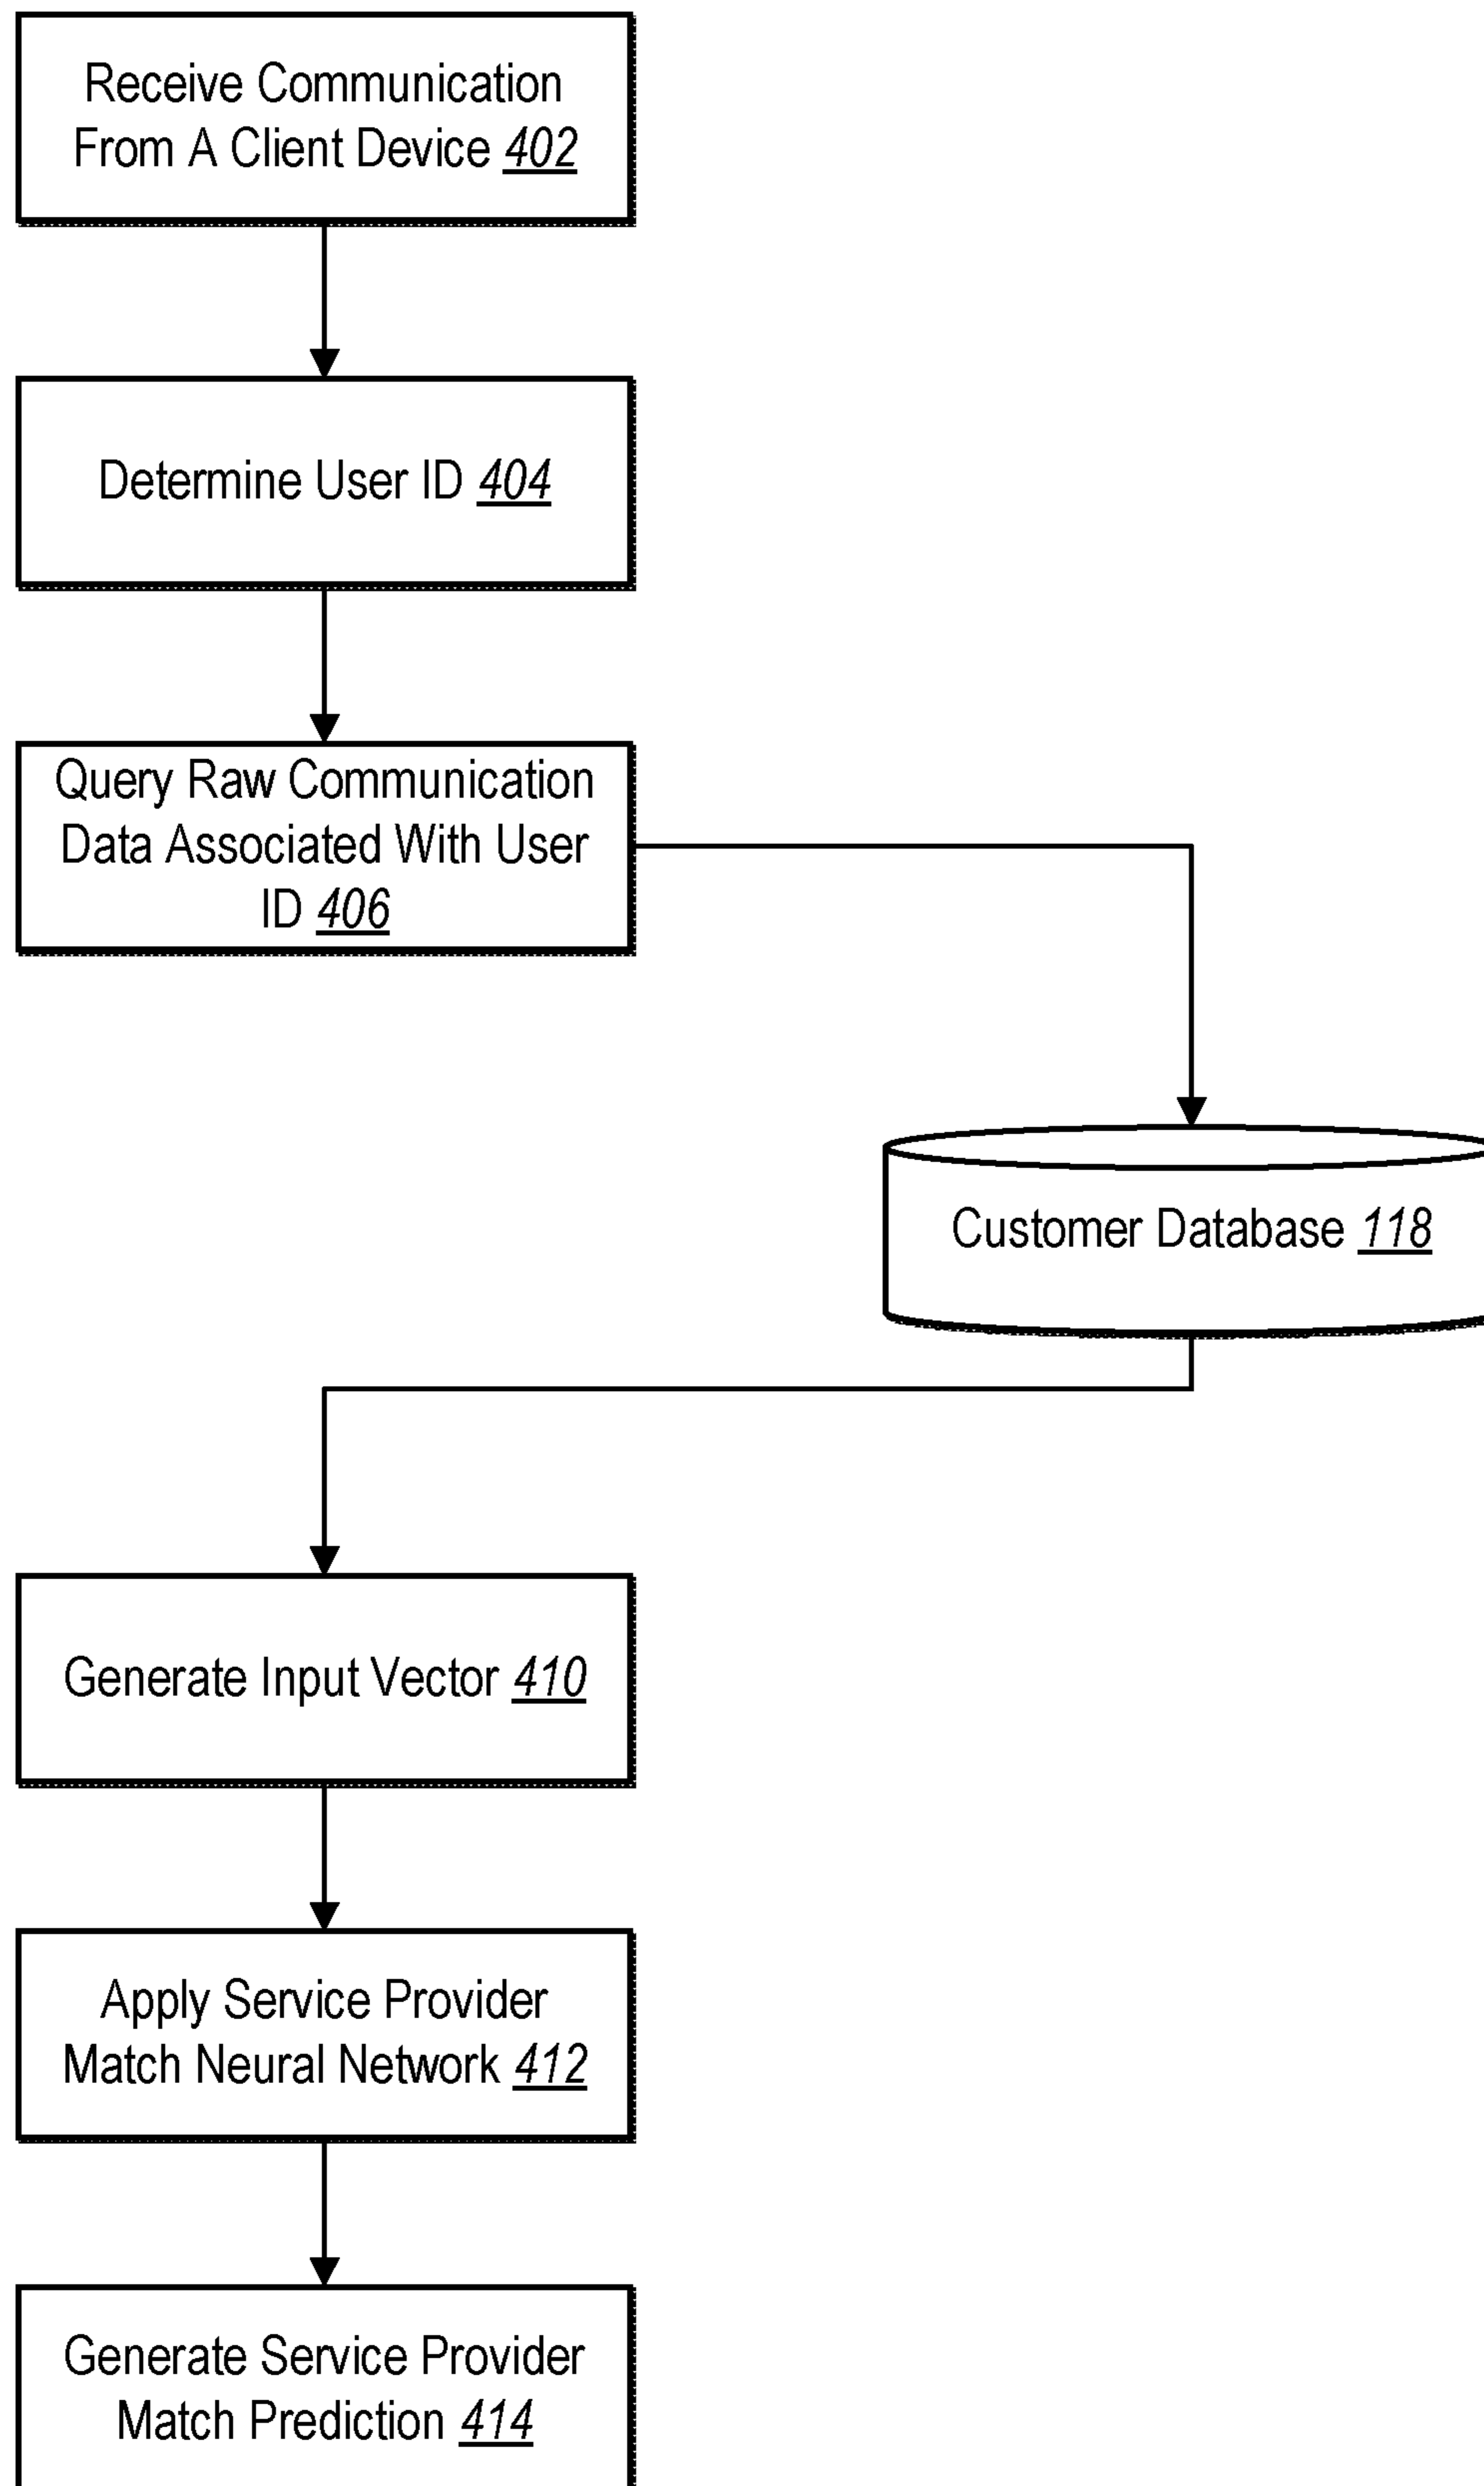 Receive Communication
From A Client Device 402
Determine User ID 404
Query Raw Communication
Data Associated With User
ID 406
Customer Database 118
Generate Input Vector 410
Apply Service Provider
Match Neural Network 412
Generate Service Provider
Match Prediction 414